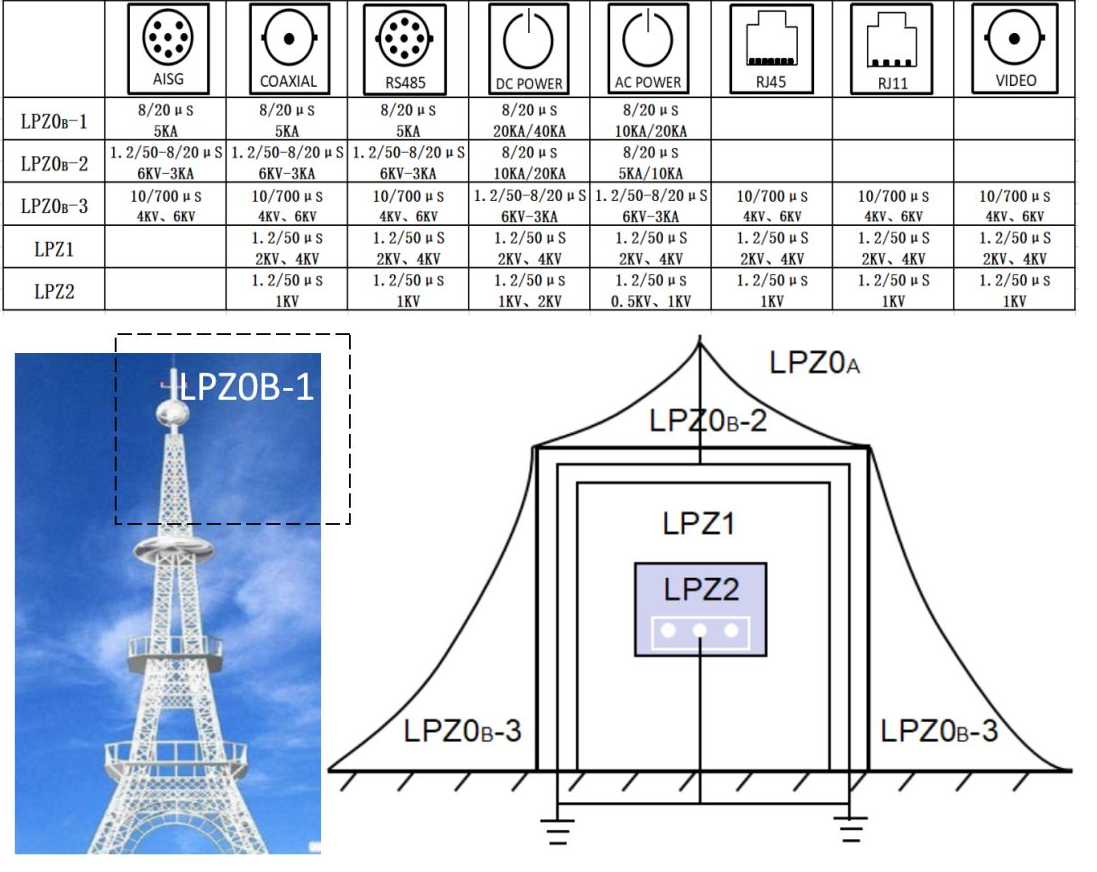 AISG COAXIAL RS485 DC POWER AC POWER RJ45 RJ11 VIDEO
LPZ0B-1 8/20μS 8/20μS 8/20μS 8/20μS 8/20μS
5KA 5KA 5KA 20KA/40KA 10KA/20KA
LPZ0B-2 1.2/50-8/20μS 1.2/50-8/20μS 1.2/50-8/20μS 8/20μS 8/20μS
6KV-3KA 6KV-3KA 6KV-3KA 10KA/20KA 5KA/10KA
LPZ0B-3 10/700μS 10/700μS 10/700μS 1.2/50-8/20μS 1.2/50-8/20μS 10/700μS 10/700μS 10/700μS
4KV、6KV 4KV、6KV 4KV、6KV 6KV-3KA 6KV-3KA 4KV、6KV 4KV、6KV 4KV、6KV
LPZ1 1.2/50μS 1.2/50μS 1.2/50μS 1.2/50μS 1.2/50μS 1.2/50μS 1.2/50μS
2KV、4KV 2KV、4KV 2KV、4KV 2KV、4KV 2KV、4KV 2KV、4KV 2KV、4KV
LPZ2 1.2/50μS 1.2/50μS 1.2/50μS 1.2/50μS 1.2/50μS 1.2/50μS 1.2/50μS
1KV 1KV 1KV、2KV 0.5KV、1KV 1KV 1KV 1KV
LPZ0B-1
LPZ0A
LPZ0B-2
LPZ1
LPZ2
LPZ0B-3
LPZ0B-3